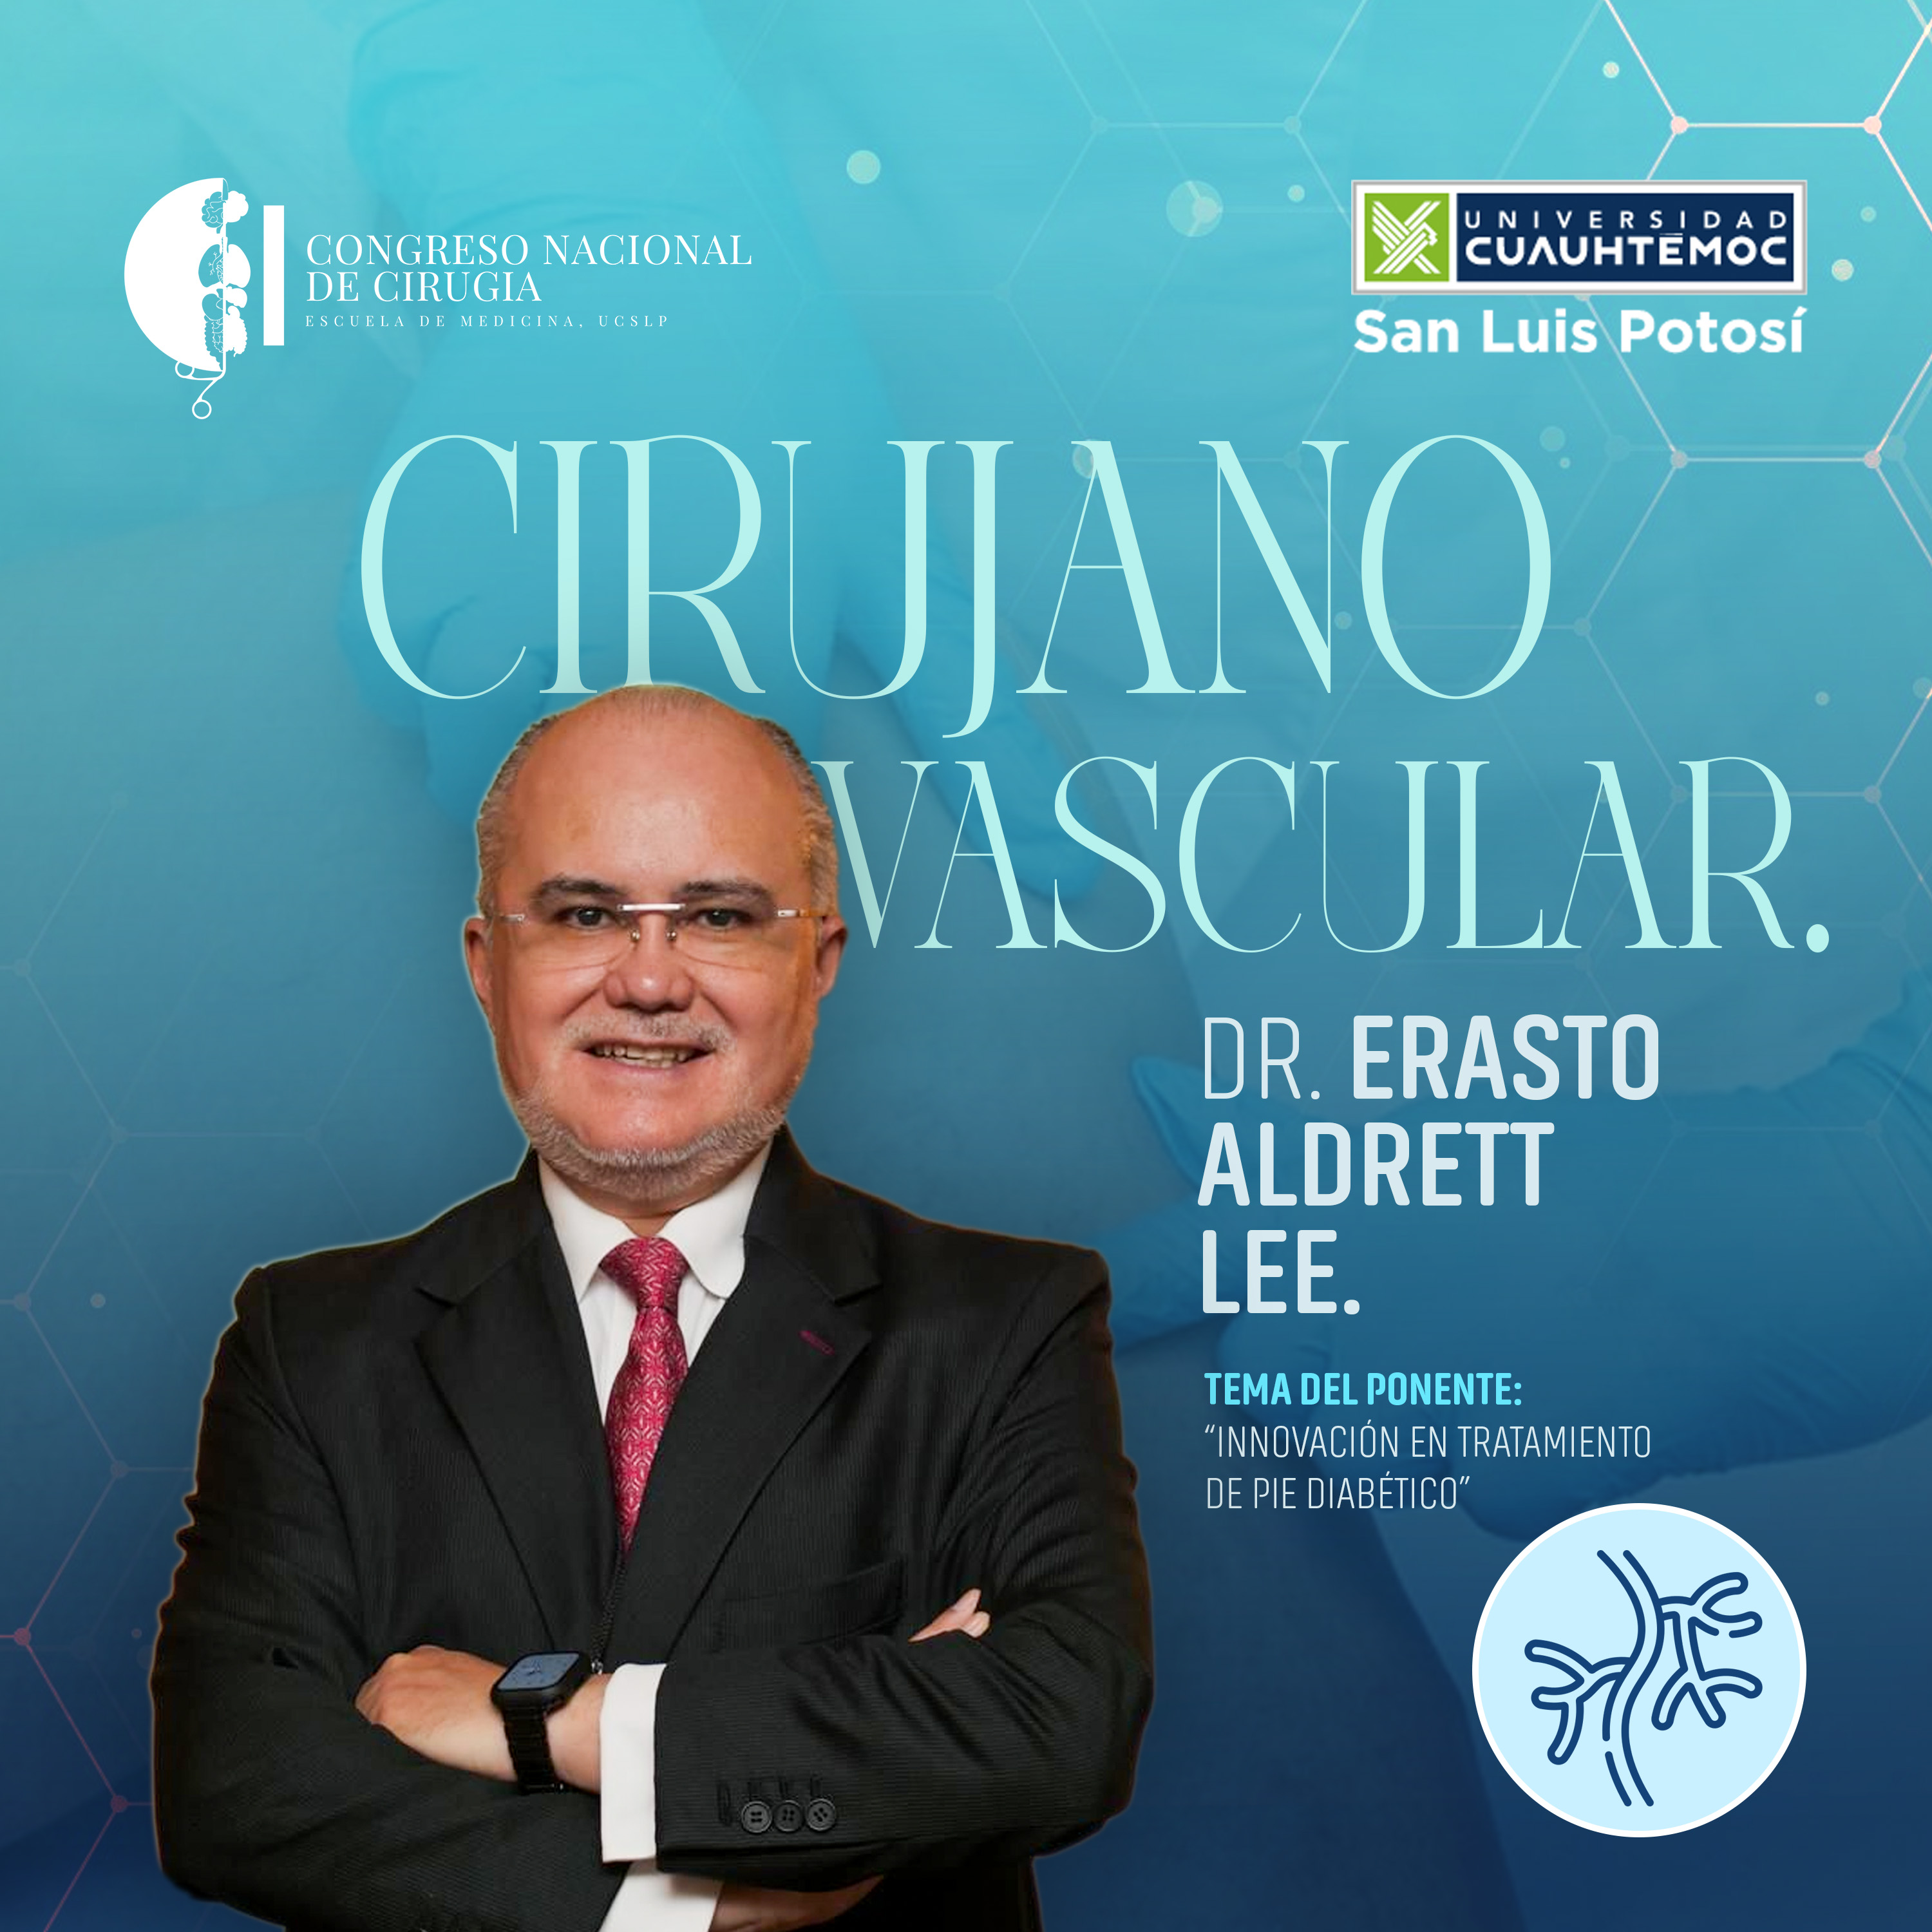 CONGRESO NACIONAL
DE CIRUGIA
ESCUELA DE MEDICINA, UCSLP
UNIVERSIDAD
CUAUHTÉMOC
San Luis Potosí
CIRUJANO
VASCULAR.
DR. ERASTO
ALDRETT
LEE.
TEMA DEL PONENTE:
“INNOVACIÓN EN TRATAMIENTO
DE PIE DIABÉTICO”